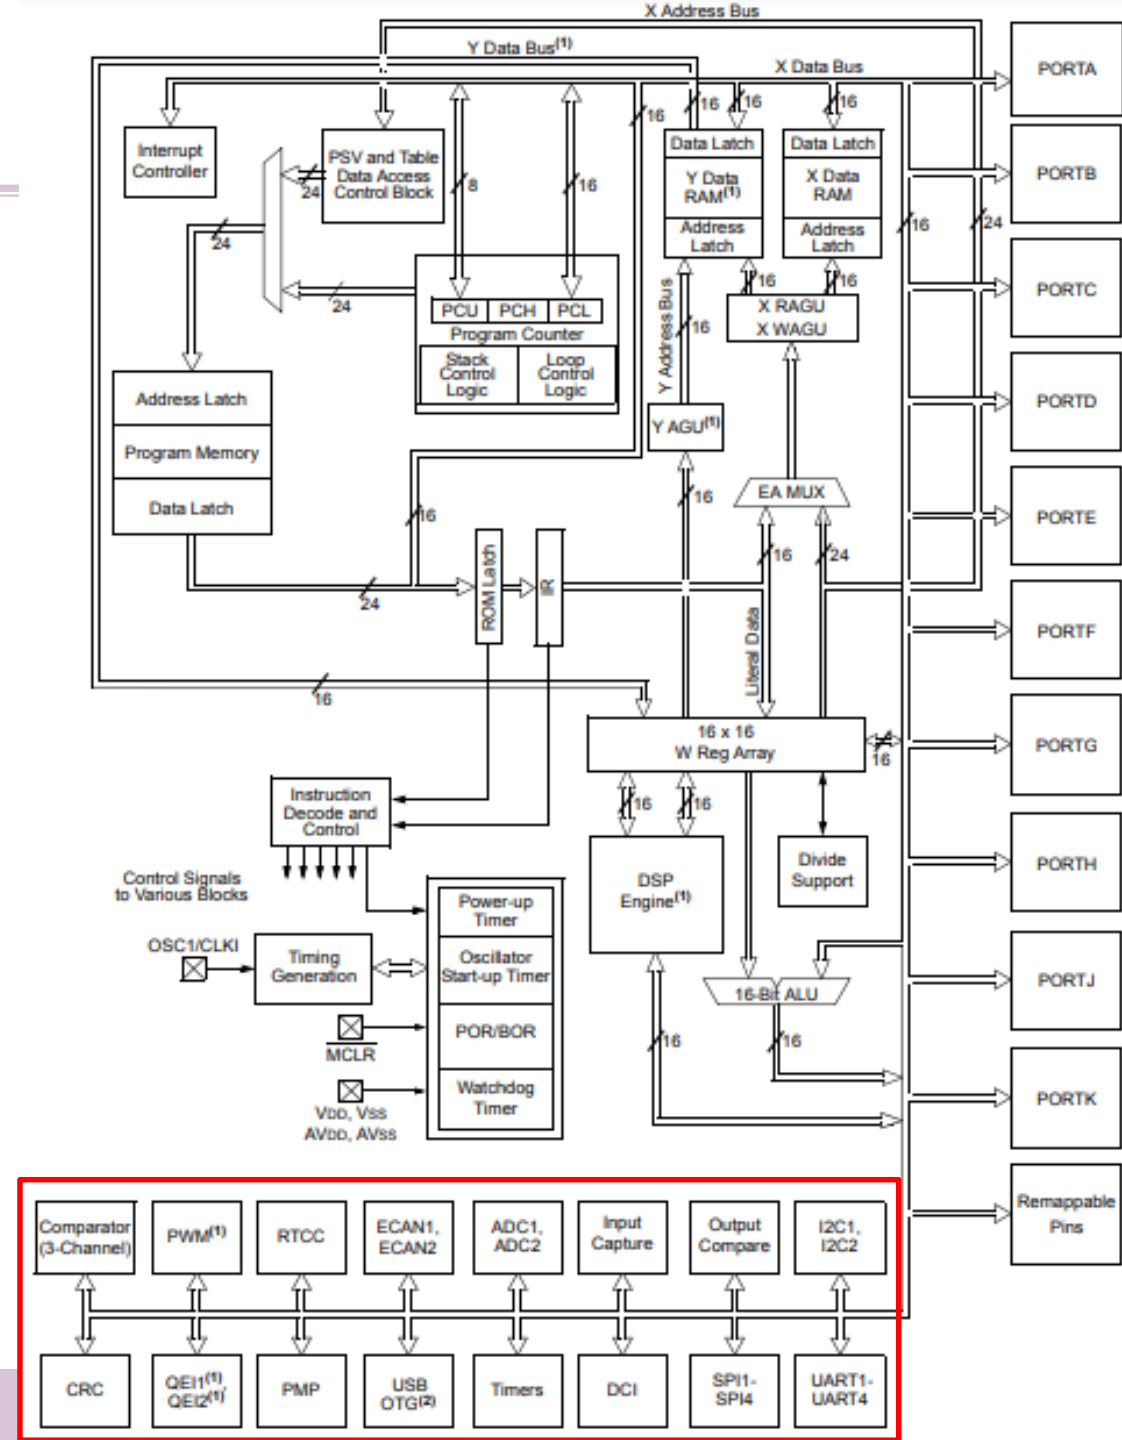 X Address Bus
Y Data Bus(1)
X Data Bus
PORTA
16
16
16
16
Interrupt
Controller
PSV and Table
Data Access
Control Block
24
8
16
Data Latch
Y Data
RAM(1)
Address
Latch
Data Latch
X Data
RAM
Address
Latch
PORTB
24
16
24
16
16
24
PCU
PCH
PCL
Program Counter
Stack
Control
Logic
Loop
Control
Logic
Y Address Bus
16
X RAGU
X WAGU
PORTC
Address Latch
Program Memory
Data Latch
Y AGU(1)
PORTD
16
16
EA MUX
PORTE
16
24
24
ROM Latch
IR
Literal Data
PORTF
16
16 x 16
W Reg Array
16
PORTG
Instruction
Decode and
Control
16
16
Control Signals
to Various Blocks
DSP
Engine(1)
Divide
Support
PORTH
OSC1/CLKI
Timing
Generation
Power-up
Timer
Oscillator
Start-up Timer
POR/BOR
Watchdog
Timer
16-Bit ALU
PORTJ
MCLR
16
16
VDD, VSS
AVDD, AVSS
PORTK
Comparator
(3-Channel)
PWM(1)
RTCC
ECAN1,
ECAN2
ADC1,
ADC2
Input
Capture
Output
Compare
I2C1,
I2C2
Remappable
Pins
CRC
QEI1(1),
QEI2(1)
PMP
USB
OTG(2)
Timers
DCI
SPI1-
SPI4
UART1-
UART4